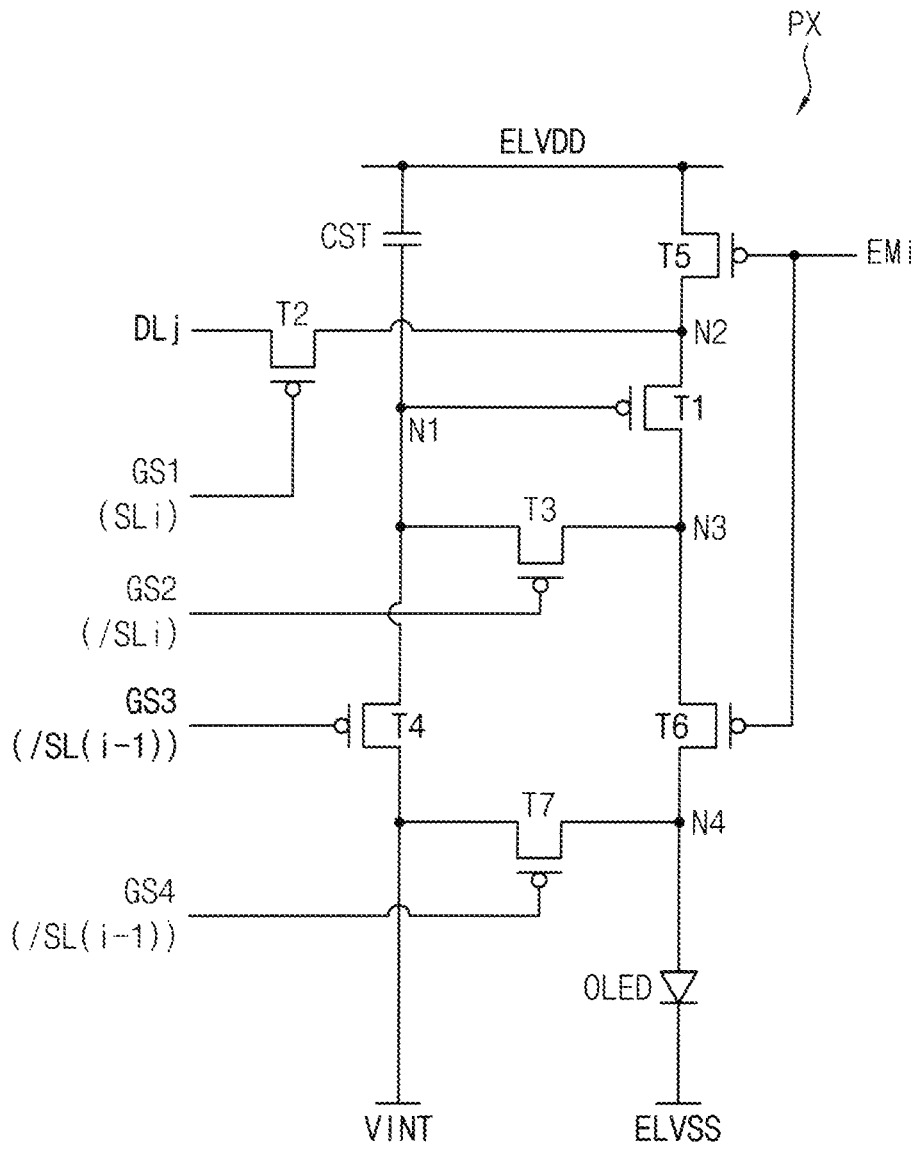 PX
ELVDD
CST
T5
EMi
DLj
T2
N2
N1
T1
GS1
(SLi)
T3
N3
GS2
(/SLi)
GS3
(/SL(i-1))
T4
T6
T7
N4
GS4
(/SL(i-1))
OLED
VINT
ELVSS